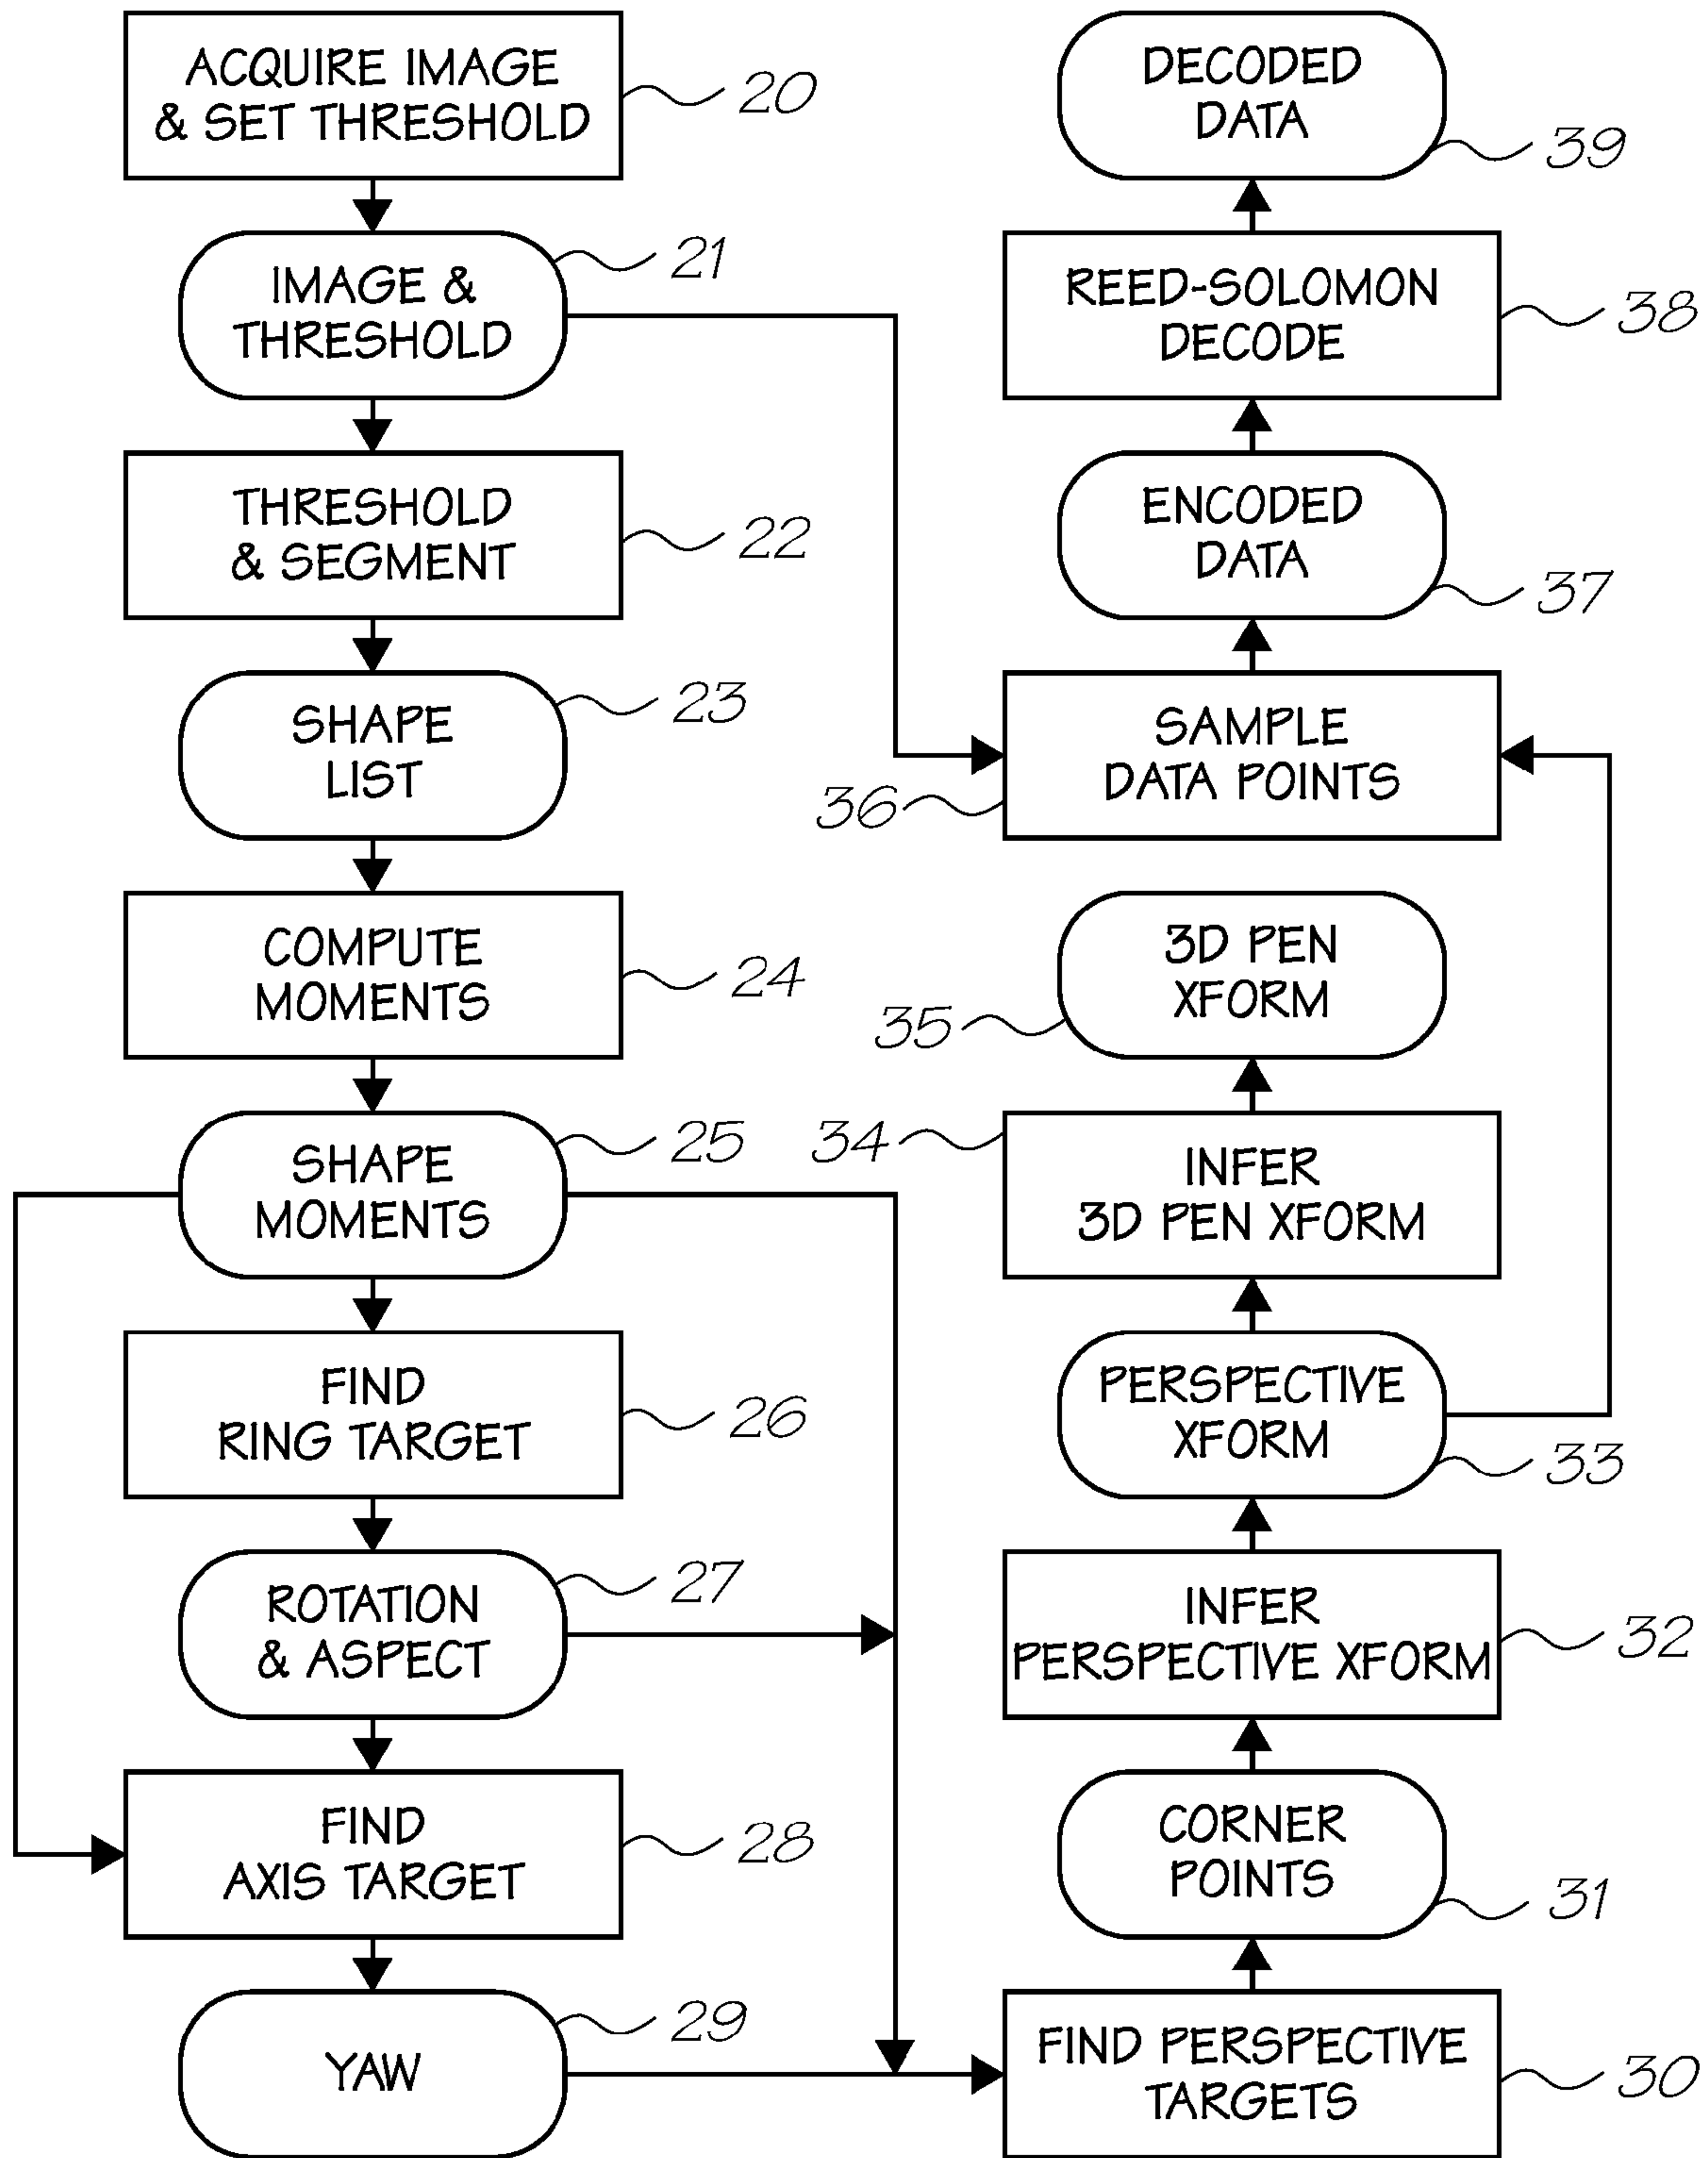 ACQUIRE IMAGE
& SET THRESHOLD
20
IMAGE &
THRESHOLD
21
THRESHOLD
& SEGMENT
22
SHAPE
LIST
23
COMPUTE
MOMENTS
24
SHAPE
MOMENTS
25
FIND
RING TARGET
26
ROTATION
& ASPECT
27
FIND
AXIS TARGET
28
YAW
29
DECODED
DATA
39
REED-SOLOMON
DECODE
38
ENCODED
DATA
37
SAMPLE
DATA POINTS
36
3D PEN
XFORM
35
INFER
3D PEN XFORM
34
PERSPECTIVE
XFORM
33
INFER
PERSPECTIVE XFORM
32
CORNER
POINTS
31
FIND PERSPECTIVE
TARGETS
30